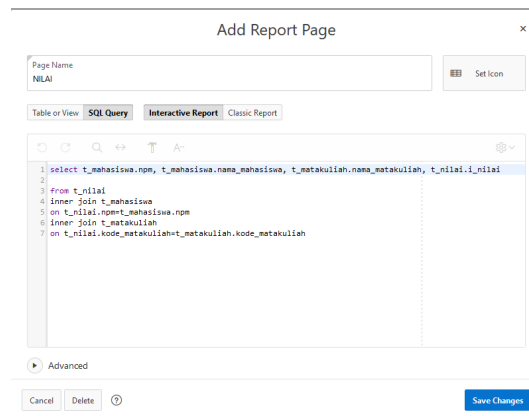 Add Report Page
×
Page Name
NILAI
Set Icon
Table or View SQL Query Interactive Report Classic Report
1 select t_mahasiswa.npm, t_mahasiswa.nama_mahasiswa, t_matakuliah.nama_matakuliah, t_nilai.i_nilai
2
3 from t_nilai
4 inner join t_mahasiswa
5 on t_nilai.npm=t_mahasiswa.npm
6 inner join t_matakuliah
7 on t_nilai.kode_matakuliah=t_matakuliah.kode_matakuliah
Advanced
Cancel Delete ? Save Changes